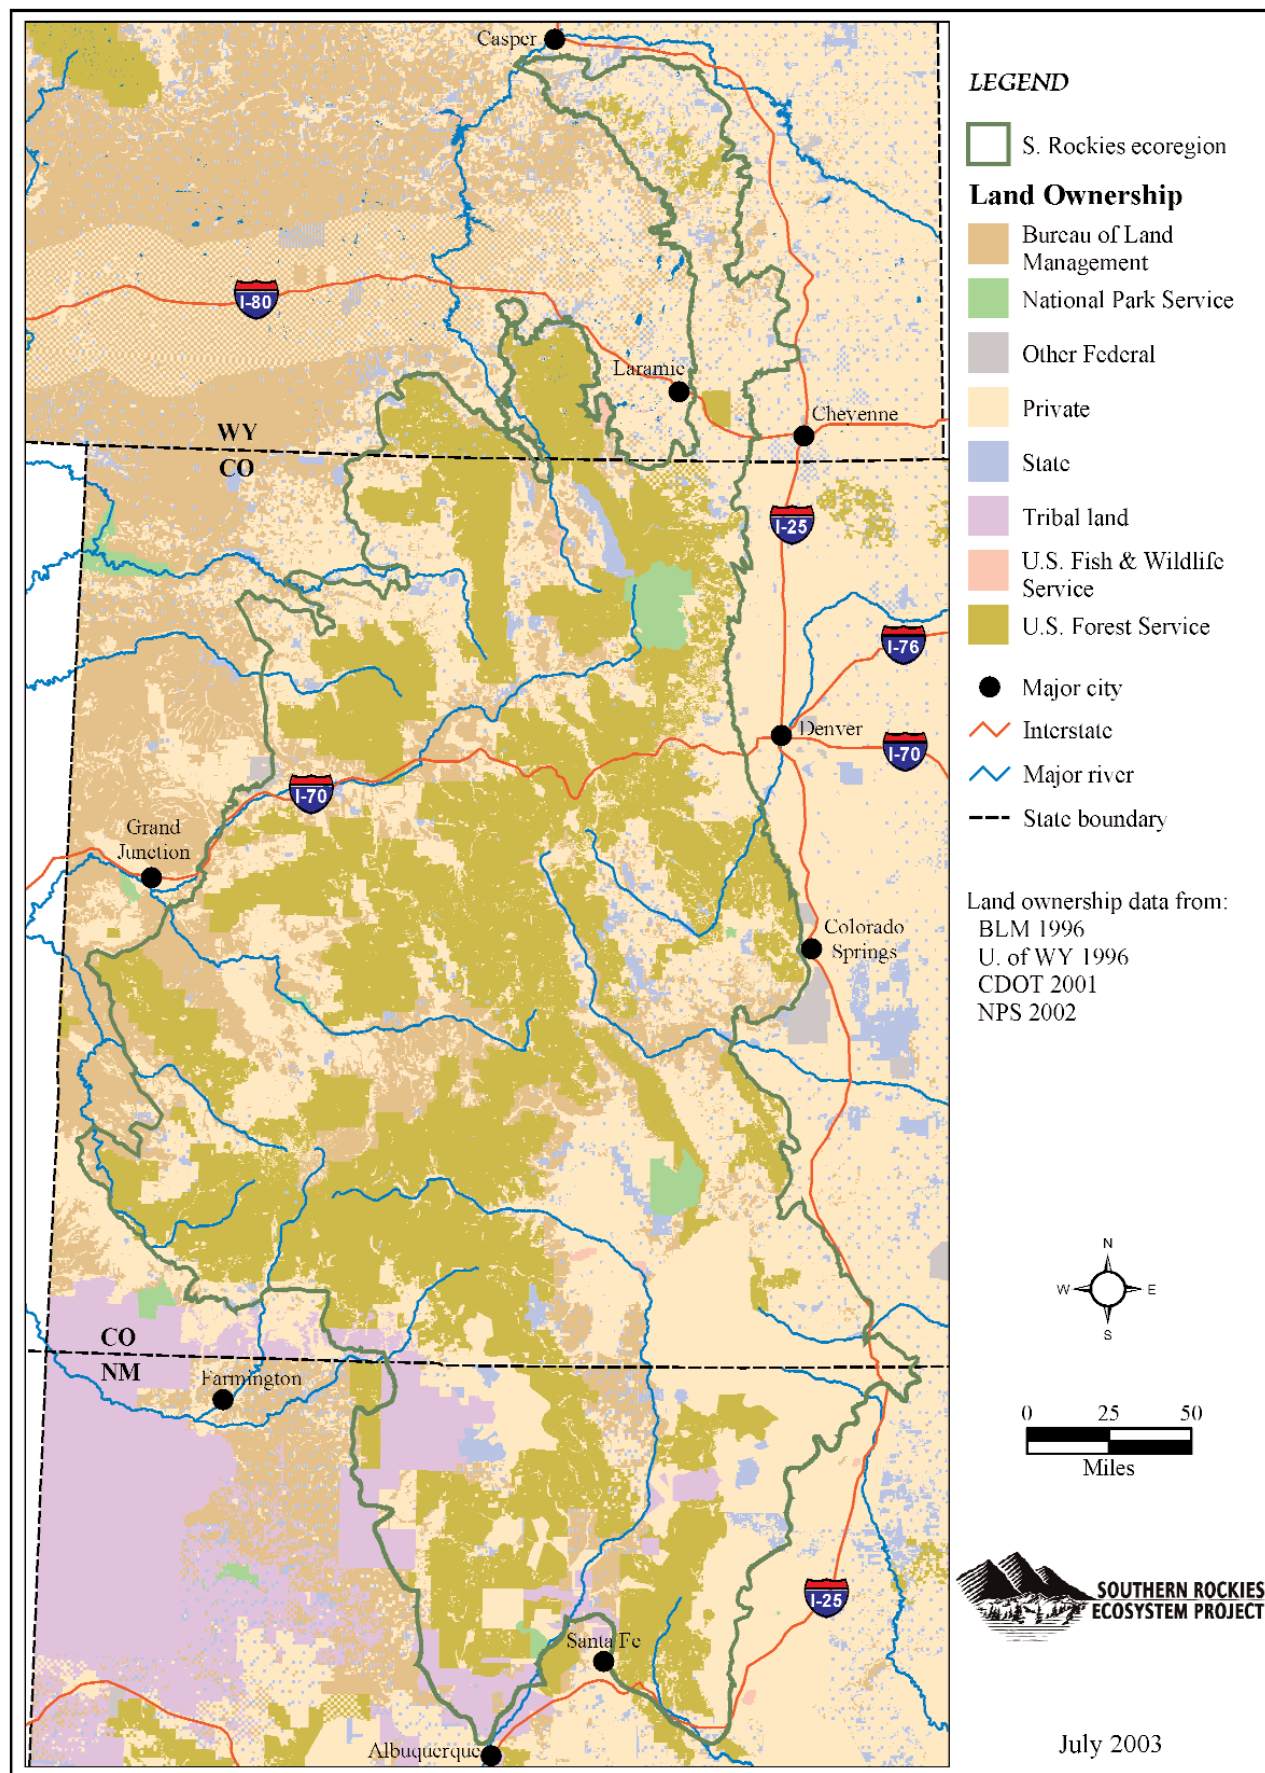 Casper
I-80
Laramie
Cheyenne
WY
CO
I-25
I-76
Denver
I-70
I-70
Grand
Junction
Colorado
Springs
CO
NM
Farmington
I-25
Santa Fe
Albuquerque
LEGEND
S. Rockies ecoregion
Land Ownership
Bureau of Land
Management
National Park Service
Other Federal
Private
State
Tribal land
U.S. Fish & Wildlife
Service
U.S. Forest Service
Major city
Interstate
Major river
State boundary
Land ownership data from:
BLM 1996
U. of WY 1996
CDOT 2001
NPS 2002
N
W
E
S
0 25 50
Miles
SOUTHERN ROCKIES
ECOSYSTEM PROJECT
July 2003